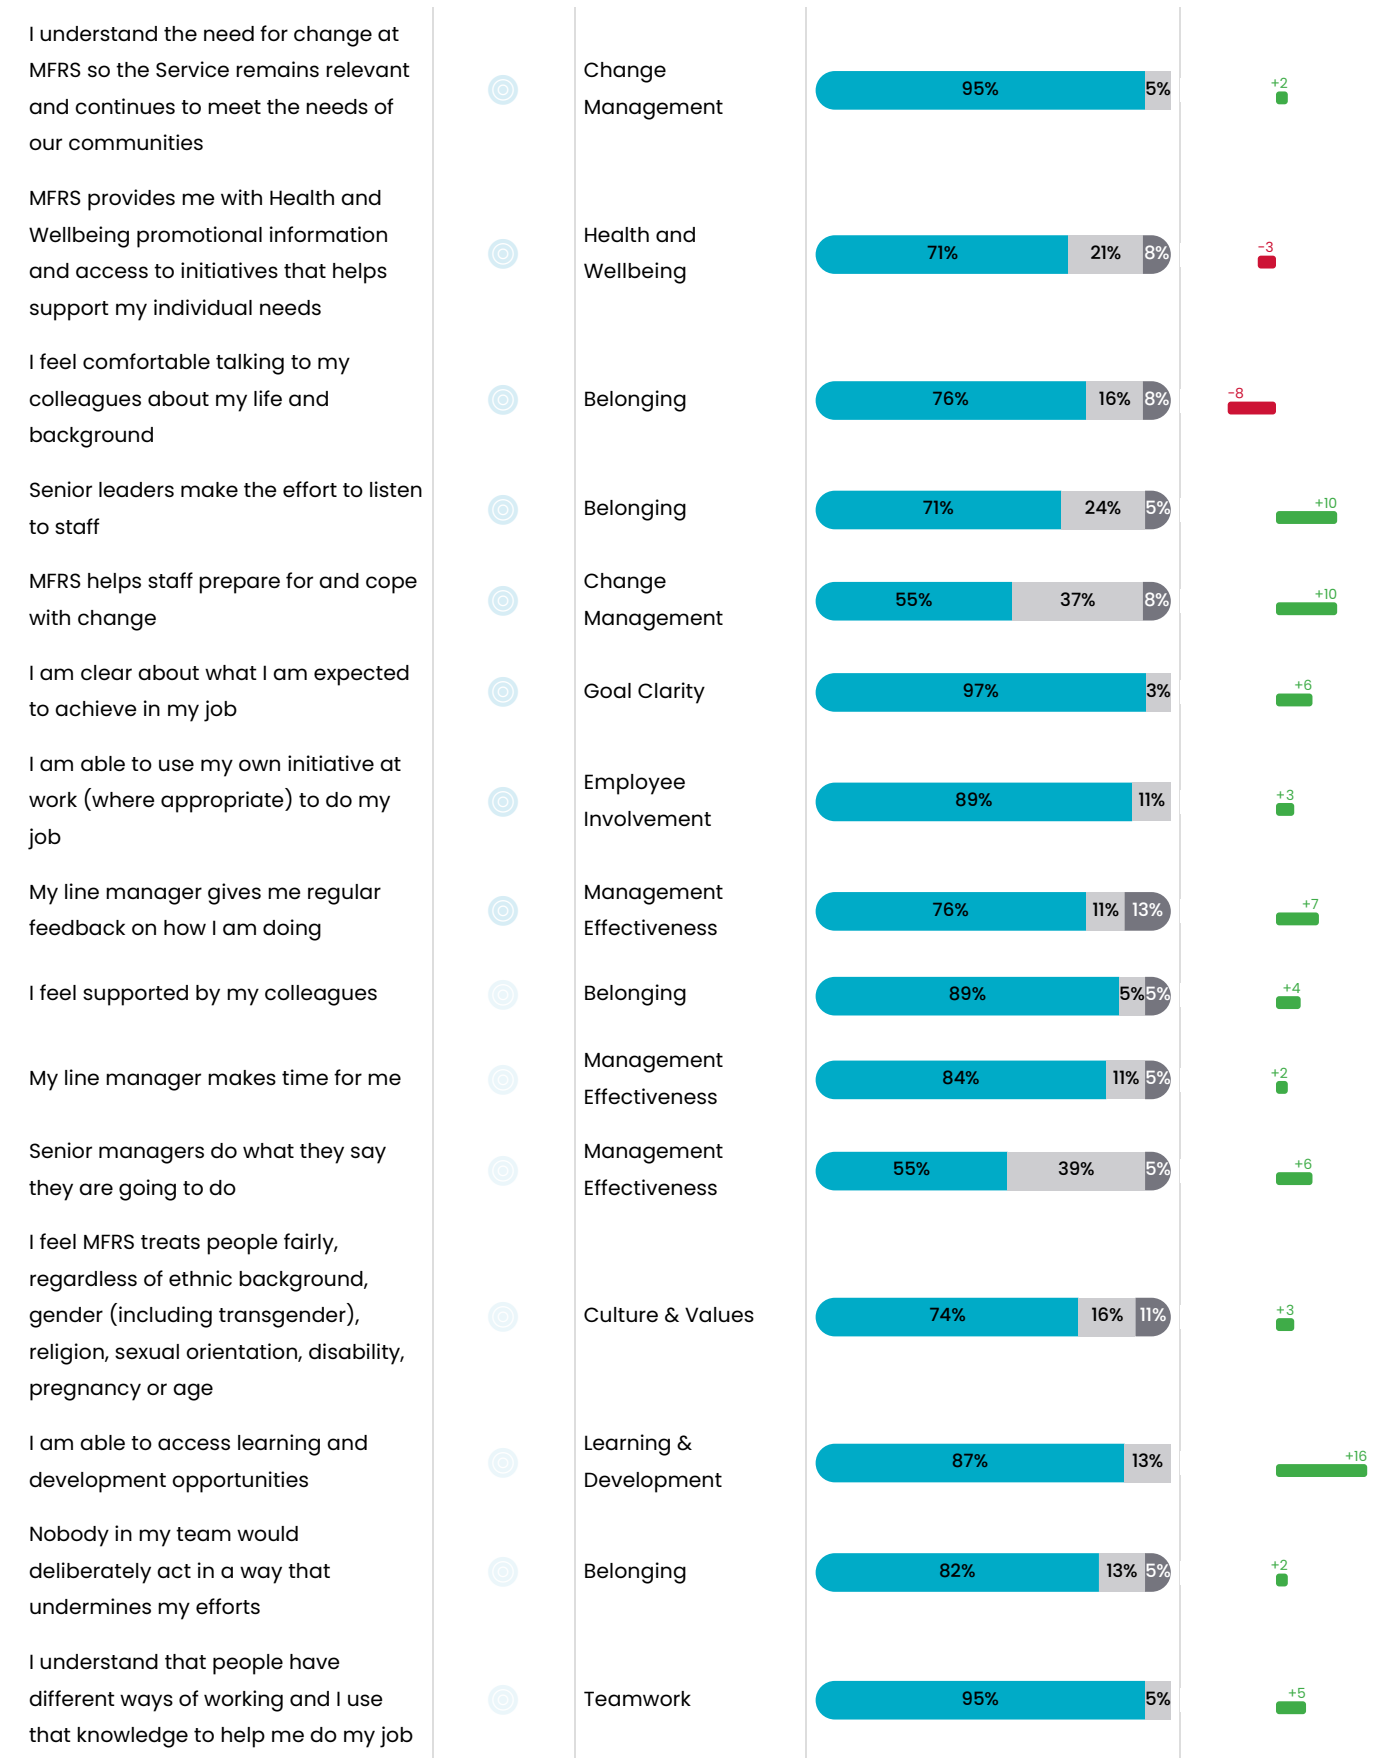 I understand the need for change at
MFRS so the Service remains relevant
and continues to meet the needs of
our communities
Change
Management
95% 5%
+2
MFRS provides me with Health and
Wellbeing promotional information
and access to initiatives that helps
support my individual needs
Health and
Wellbeing
71% 21% 8%
-3
I feel comfortable talking to my
colleagues about my life and
background
Belonging
76% 16% 8%
-8
Senior leaders make the effort to listen
to staff
Belonging
71% 24% 5%
+10
MFRS helps staff prepare for and cope
with change
Change
Management
55% 37% 8%
+10
I am clear about what I am expected
to achieve in my job
Goal Clarity
97% 3%
+6
I am able to use my own initiative at
work (where appropriate) to do my
job
Employee
Involvement
89% 11%
+3
My line manager gives me regular
feedback on how I am doing
Management
Effectiveness
76% 11% 13%
+7
I feel supported by my colleagues
Belonging
89% 5% 5%
+4
My line manager makes time for me
Management
Effectiveness
84% 11% 5%
+2
Senior managers do what they say
they are going to do
Management
Effectiveness
55% 39% 5%
+6
I feel MFRS treats people fairly,
regardless of ethnic background,
gender (including transgender),
religion, sexual orientation, disability,
pregnancy or age
Culture & Values
74% 16% 11%
+3
I am able to access learning and
development opportunities
Learning &
Development
87% 13%
+16
Nobody in my team would
deliberately act in a way that
undermines my efforts
Belonging
82% 13% 5%
+2
I understand that people have
different ways of working and I use
that knowledge to help me do my job
Teamwork
95% 5%
+5